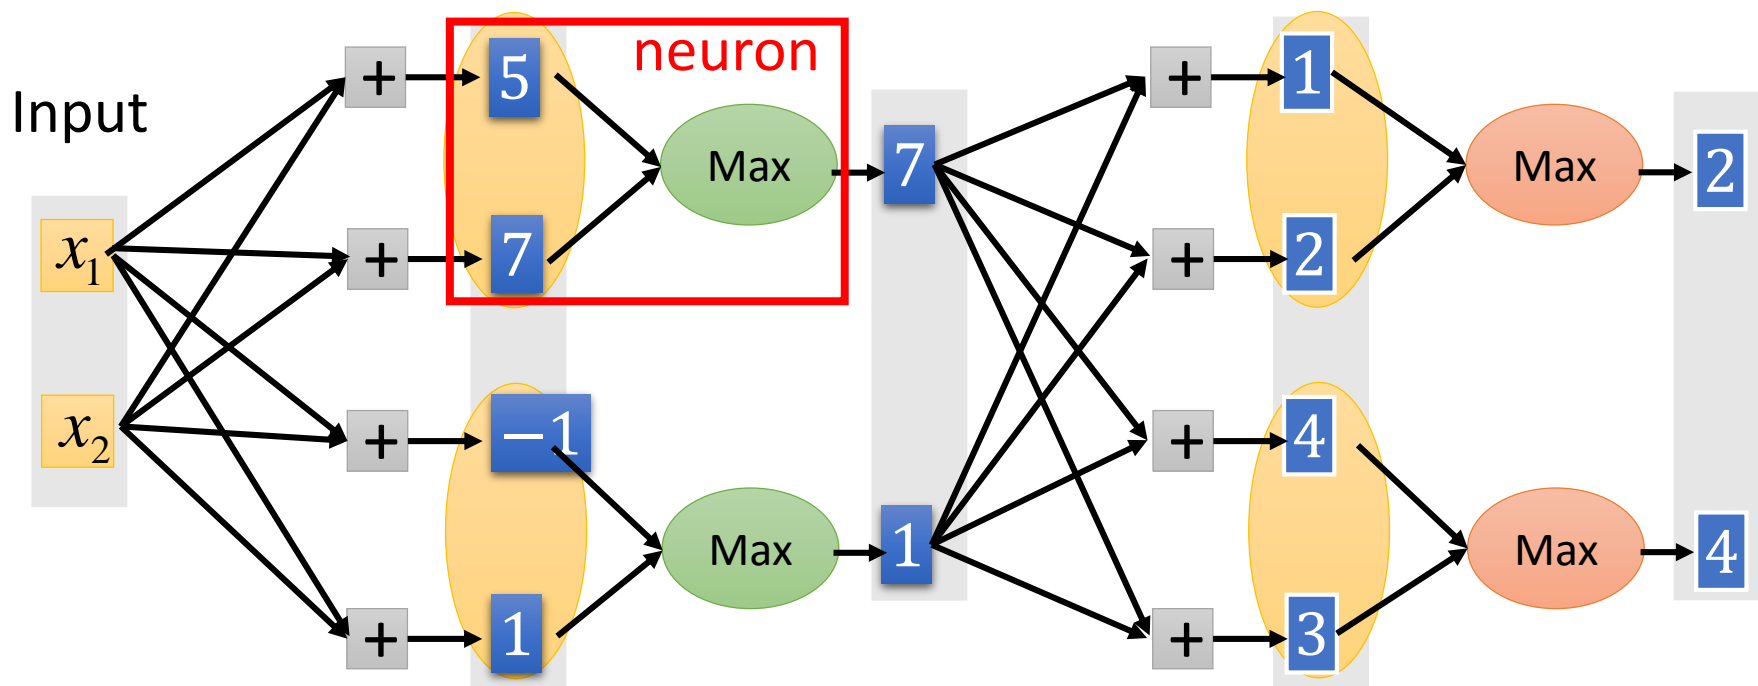 neuron
Input
+ 5 + 1
Max 7 Max 2
x₁ + 7 + 2
x₂ + −1 + 4
Max 1 Max 4
+ 1 + 3